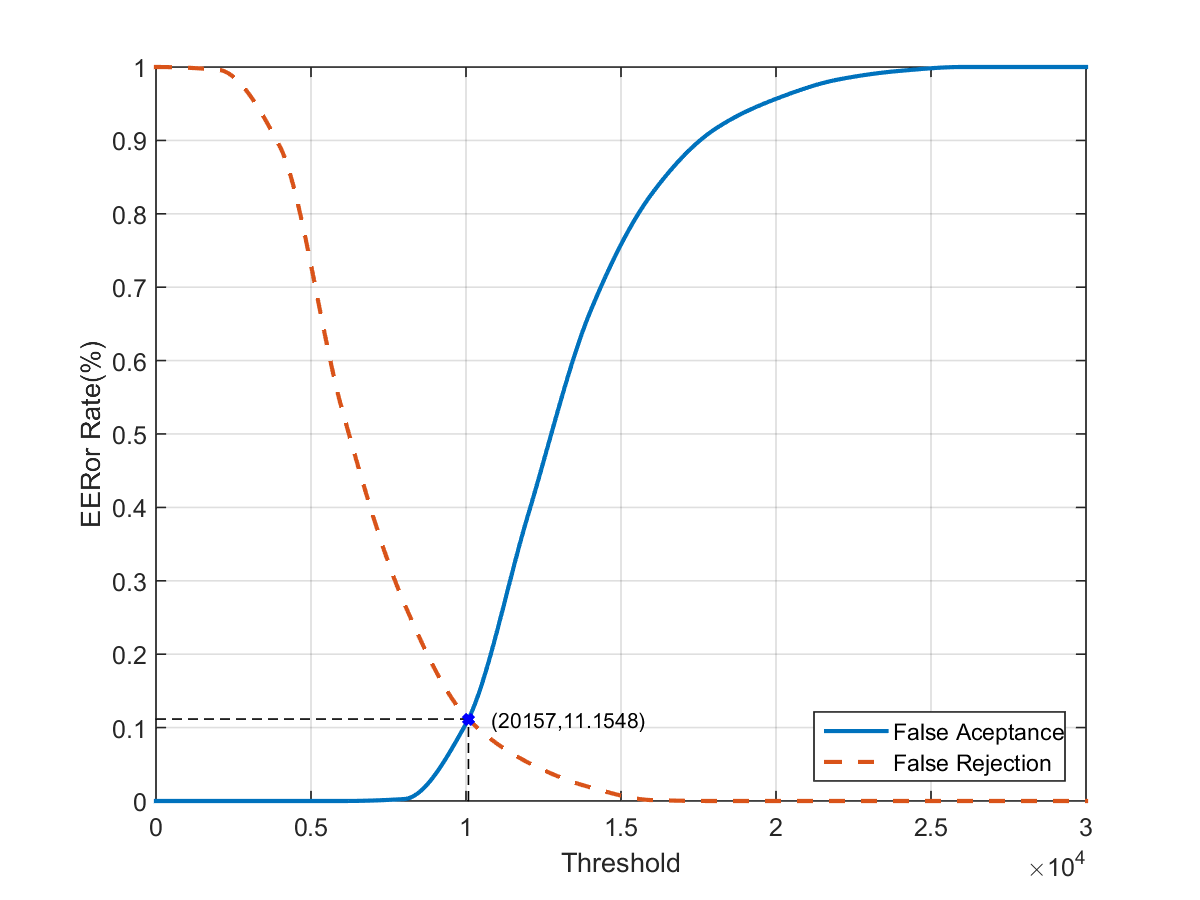 1
0.9
0.8
0.7
0.6
0.5
0.4
0.3
0.2
0.1
0
EERor Rate(%)
(20157,11.1548)
False Aceptance
False Rejection
0 0.5 1 1.5 2 2.5 3
Threshold
×10⁴